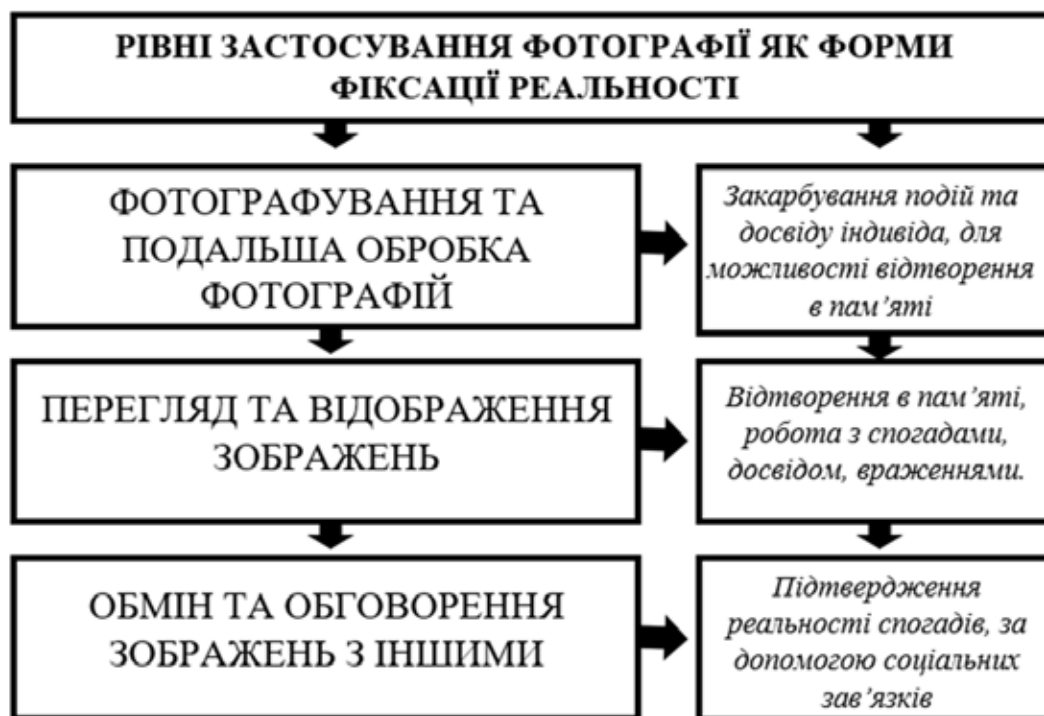 РІВНІ ЗАСТОСУВАННЯ ФОТОГРАФІЇ ЯК ФОРМИ
ФІКСАЦІЇ РЕАЛЬНОСТІ
ФОТОГРАФУВАННЯ ТА
ПОДАЛЬША ОБРОБКА
ФОТОГРАФІЙ
Закарбування подій та
досвіду індивіда, для
можливості відтворення
в пам’яті
ПЕРЕГЛЯД ТА ВІДОБРАЖЕННЯ
ЗОБРАЖЕНЬ
Відтворення в пам’яті,
робота з спогадами,
досвідом, враженнями.
ОБМІН ТА ОБГОВОРЕННЯ
ЗОБРАЖЕНЬ З ІНШИМИ
Підтвердження
реальності спогадів, за
допомогою соціальних
зав’язків